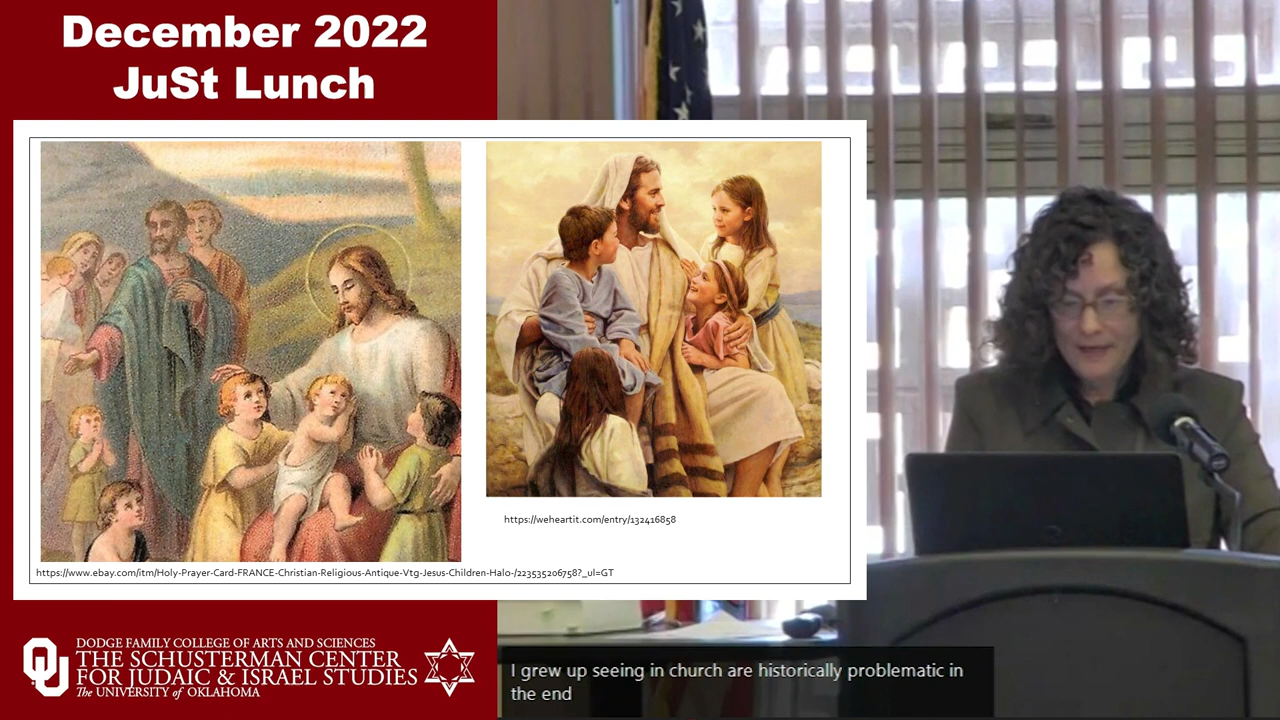 December 2022
JuSt Lunch
https://weheartit.com/entry/132416858
https://www.ebay.com/itm/Holy-Prayer-Card-FRANCE-Christian-Religious-Antique-Vtg-Jesus-Children-Halo-/223535206758?_ul=GT
OU
DODGE FAMILY COLLEGE OF ARTS AND SCIENCES
THE SCHUSTERMAN CENTER
FOR JUDAIC & ISRAEL STUDIES
The UNIVERSITY of OKLAHOMA
I grew up seeing in church are historically problematic in
the end